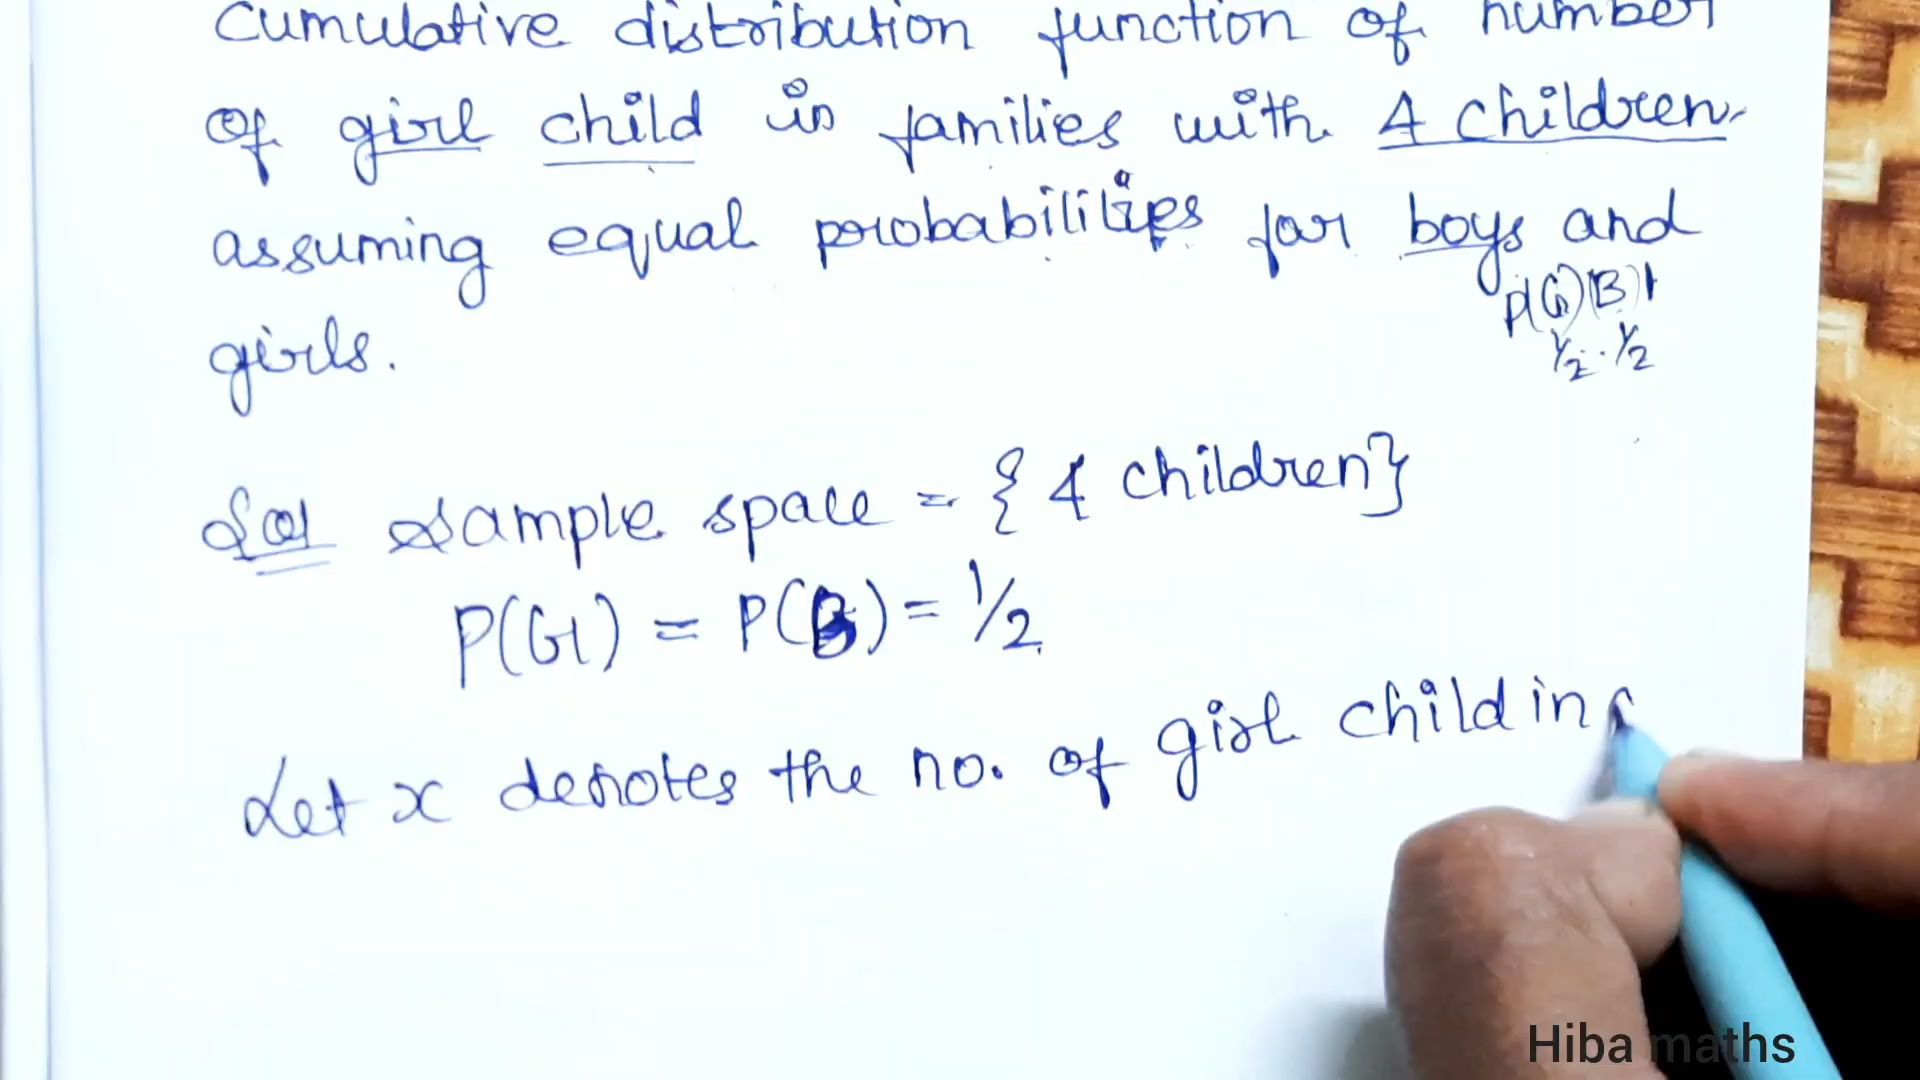 Cumulative distribution function of number
of girl child in families with 4 children
assuming equal probabilities for boys and
P(G)(B)
1/2 · 1/2
girls.
Sol Sample space = { 4 children}
P(G) = P(B) = 1/2
Let x denotes the no. of girl child in
Hiba maths